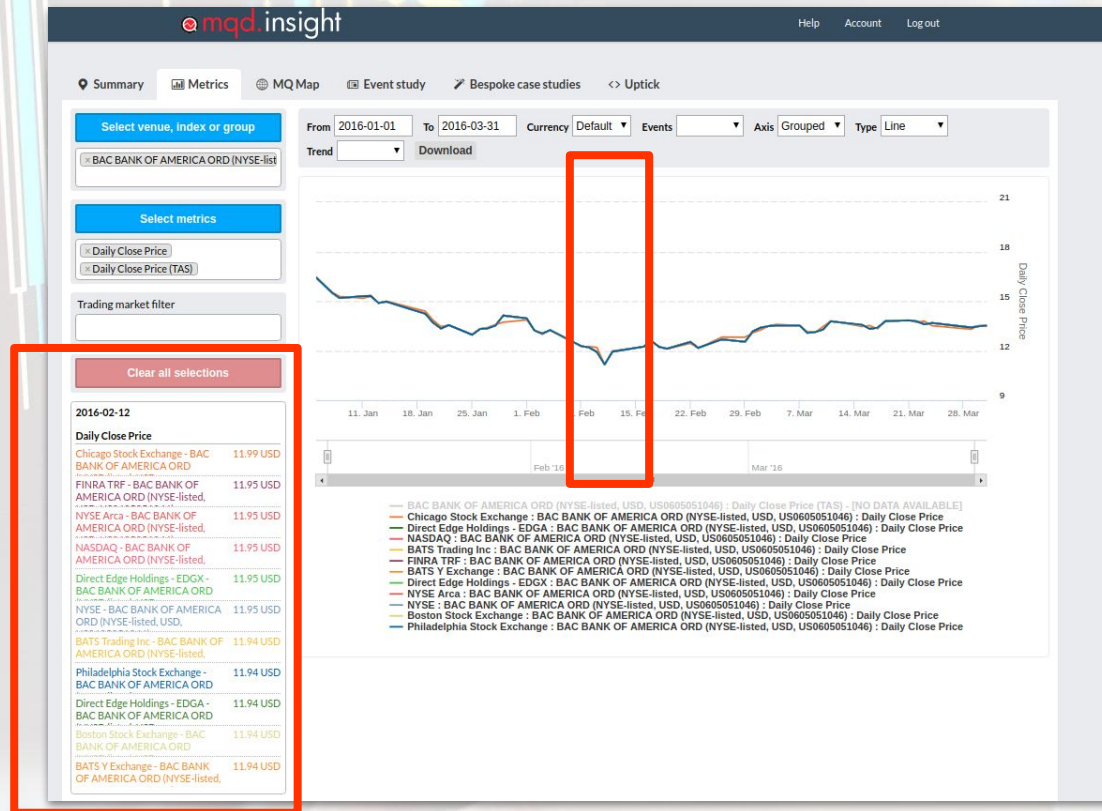 mqd.insight
Help Account Log out
Summary Metrics MQ Map Event study Bespoke case studies <> Uptick
Select venue, index or group
× BAC BANK OF AMERICA ORD (NYSE-list
Select metrics
× Daily Close Price
× Daily Close Price (TAS)
Trading market filter
Clear all selections
From 2016-01-01 To 2016-03-31 Currency Default Events Axis Grouped Type Line
Trend Download
21
18
15
12
9
Daily Close Price
11. Jan 18. Jan 25. Jan 1. Feb Feb 15. Fe 22. Feb 29. Feb 7. Mar 14. Mar 21. Mar 28. Mar
Feb '16 Mar '16
BAC BANK OF AMERICA ORD (NYSE-listed, USD, US0605051046) : Daily Close Price (TAS) - [NO DATA AVAILABLE]
Chicago Stock Exchange : BAC BANK OF AMERICA ORD (NYSE-listed, USD, US0605051046) : Daily Close Price
Direct Edge Holdings - EDGA : BAC BANK OF AMERICA ORD (NYSE-listed, USD, US0605051046) : Daily Close Price
NASDAQ : BAC BANK OF AMERICA ORD (NYSE-listed, USD, US0605051046) : Daily Close Price
BATS Trading Inc : BAC BANK OF AMERICA ORD (NYSE-listed, USD, US0605051046) : Daily Close Price
FINRA TRF : BAC BANK OF AMERICA ORD (NYSE-listed, USD, US0605051046) : Daily Close Price
BATS Y Exchange : BAC BANK OF AMERICA ORD (NYSE-listed, USD, US0605051046) : Daily Close Price
Direct Edge Holdings - EDGX : BAC BANK OF AMERICA ORD (NYSE-listed, USD, US0605051046) : Daily Close Price
NYSE Arca : BAC BANK OF AMERICA ORD (NYSE-listed, USD, US0605051046) : Daily Close Price
NYSE : BAC BANK OF AMERICA ORD (NYSE-listed, USD, US0605051046) : Daily Close Price
Boston Stock Exchange : BAC BANK OF AMERICA ORD (NYSE-listed, USD, US0605051046) : Daily Close Price
Philadelphia Stock Exchange : BAC BANK OF AMERICA ORD (NYSE-listed, USD, US0605051046) : Daily Close Price
2016-02-12
Daily Close Price
Chicago Stock Exchange - BAC 11.99 USD
BANK OF AMERICA ORD
FINRA TRF - BAC BANK OF 11.95 USD
AMERICA ORD (NYSE-listed,
NYSE Arca - BAC BANK OF 11.95 USD
AMERICA ORD (NYSE-listed,
NASDAQ - BAC BANK OF 11.95 USD
AMERICA ORD (NYSE-listed,
Direct Edge Holdings - EDGX - 11.95 USD
BAC BANK OF AMERICA ORD
NYSE - BAC BANK OF AMERICA 11.95 USD
ORD (NYSE-listed, USD,
BATS Trading Inc - BAC BANK OF 11.94 USD
AMERICA ORD (NYSE-listed,
Philadelphia Stock Exchange - 11.94 USD
BAC BANK OF AMERICA ORD
Direct Edge Holdings - EDGA - 11.94 USD
BAC BANK OF AMERICA ORD
Boston Stock Exchange - BAC 11.94 USD
BANK OF AMERICA ORD
BATS Y Exchange - BAC BANK 11.94 USD
OF AMERICA ORD (NYSE-listed,